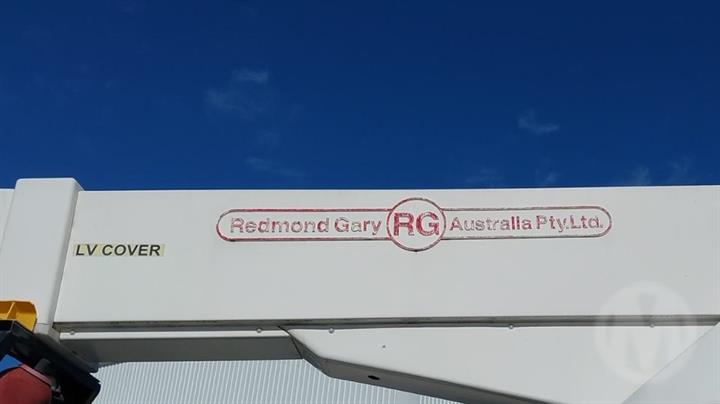 Redmond Gary RG Australia Pty.Ltd.
LV COVER
M